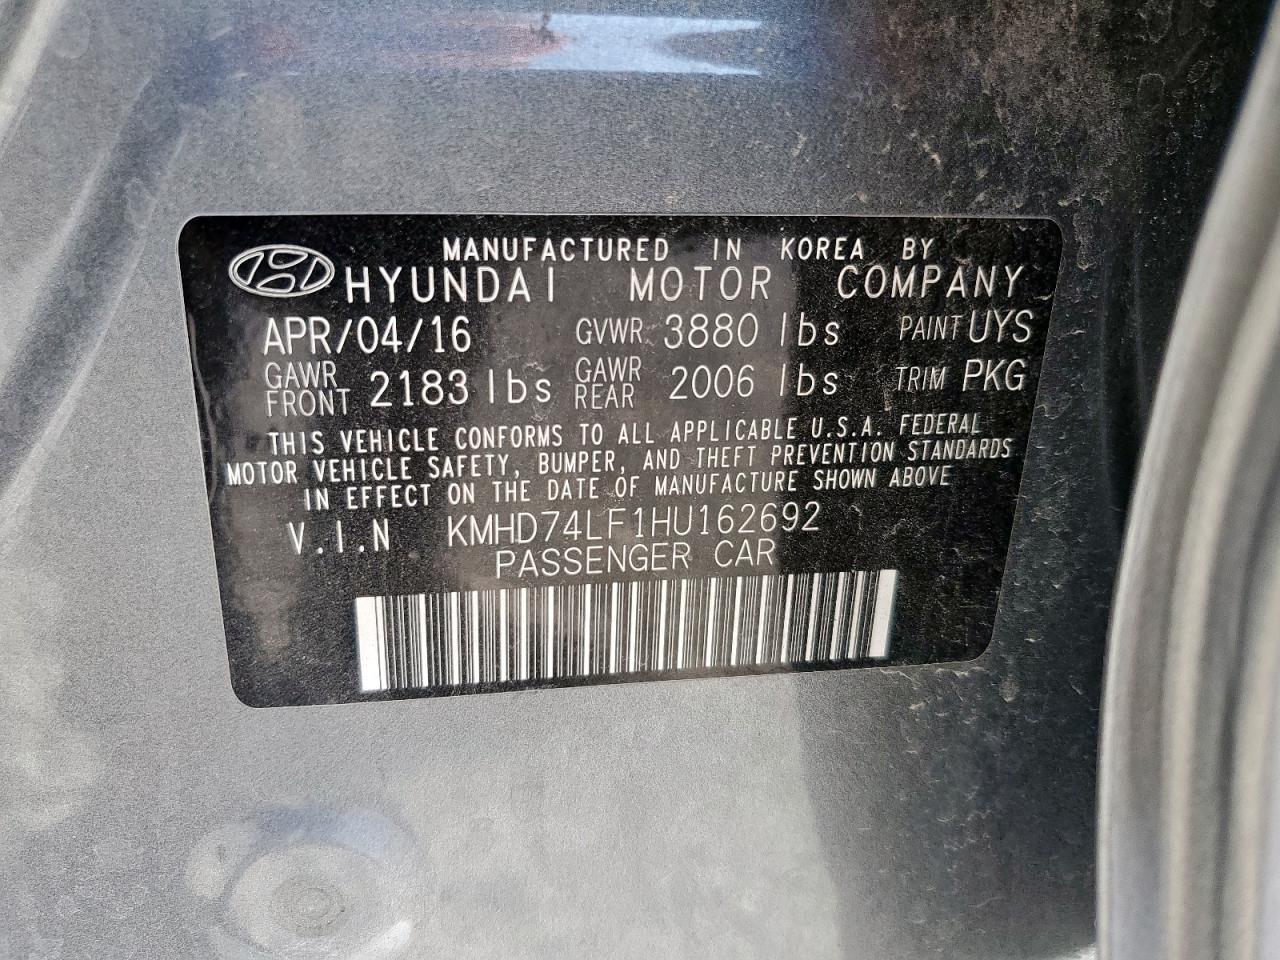 MANUFACTURED IN KOREA BY
HYUNDAI MOTOR COMPANY
APR/04/16 GVWR 3880 lbs PAINT UYS
GAWR FRONT 2183 lbs GAWR REAR 2006 lbs TRIM PKG
THIS VEHICLE CONFORMS TO ALL APPLICABLE U.S.A. FEDERAL
MOTOR VEHICLE SAFETY, BUMPER, AND THEFT PREVENTION STANDARDS
IN EFFECT ON THE DATE OF MANUFACTURE SHOWN ABOVE
V.I.N KMHD74LF1HU162692
PASSENGER CAR